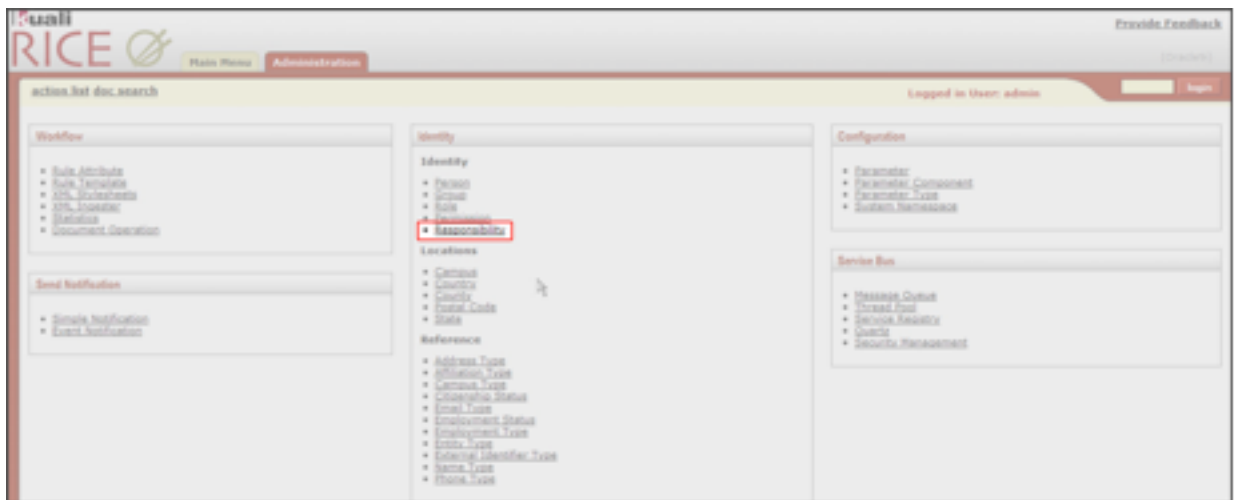 Kuali
RICE
Provide Feedback
Main Menu Administration
action list doc search
Logged in User: admin
login
Workflow
Rule Attribute
Rule Template
XML Stylesheets
XML Ingester
Statistics
Document Operation
Send Notification
Simple Notification
Event Notification
Identity
Identity
Person
Group
Role
Permission
Responsibility
Locations
Campus
Country
County
Postal Code
State
Reference
Address Type
Affiliation Type
Campus Type
Citizenship Status
Email Type
Employment Status
Employment Type
Entity Type
External Identifier Type
Name Type
Phone Type
Configuration
Parameter
Parameter Component
Parameter Type
System Namespace
Service Bus
Message Queue
Thread Pool
Service Registry
Quartz
Security Management